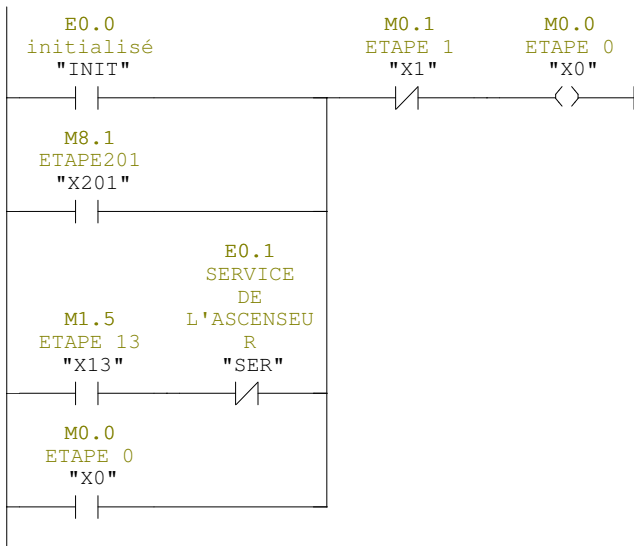 E0.0
initialisé
"INIT"
M0.1
ETAPE 1
"X1"
M0.0
ETAPE 0
"X0"
M8.1
ETAPE201
"X201"
E0.1
SERVICE
DE
L'ASCENSEU
R
"SER"
M1.5
ETAPE 13
"X13"
M0.0
ETAPE 0
"X0"